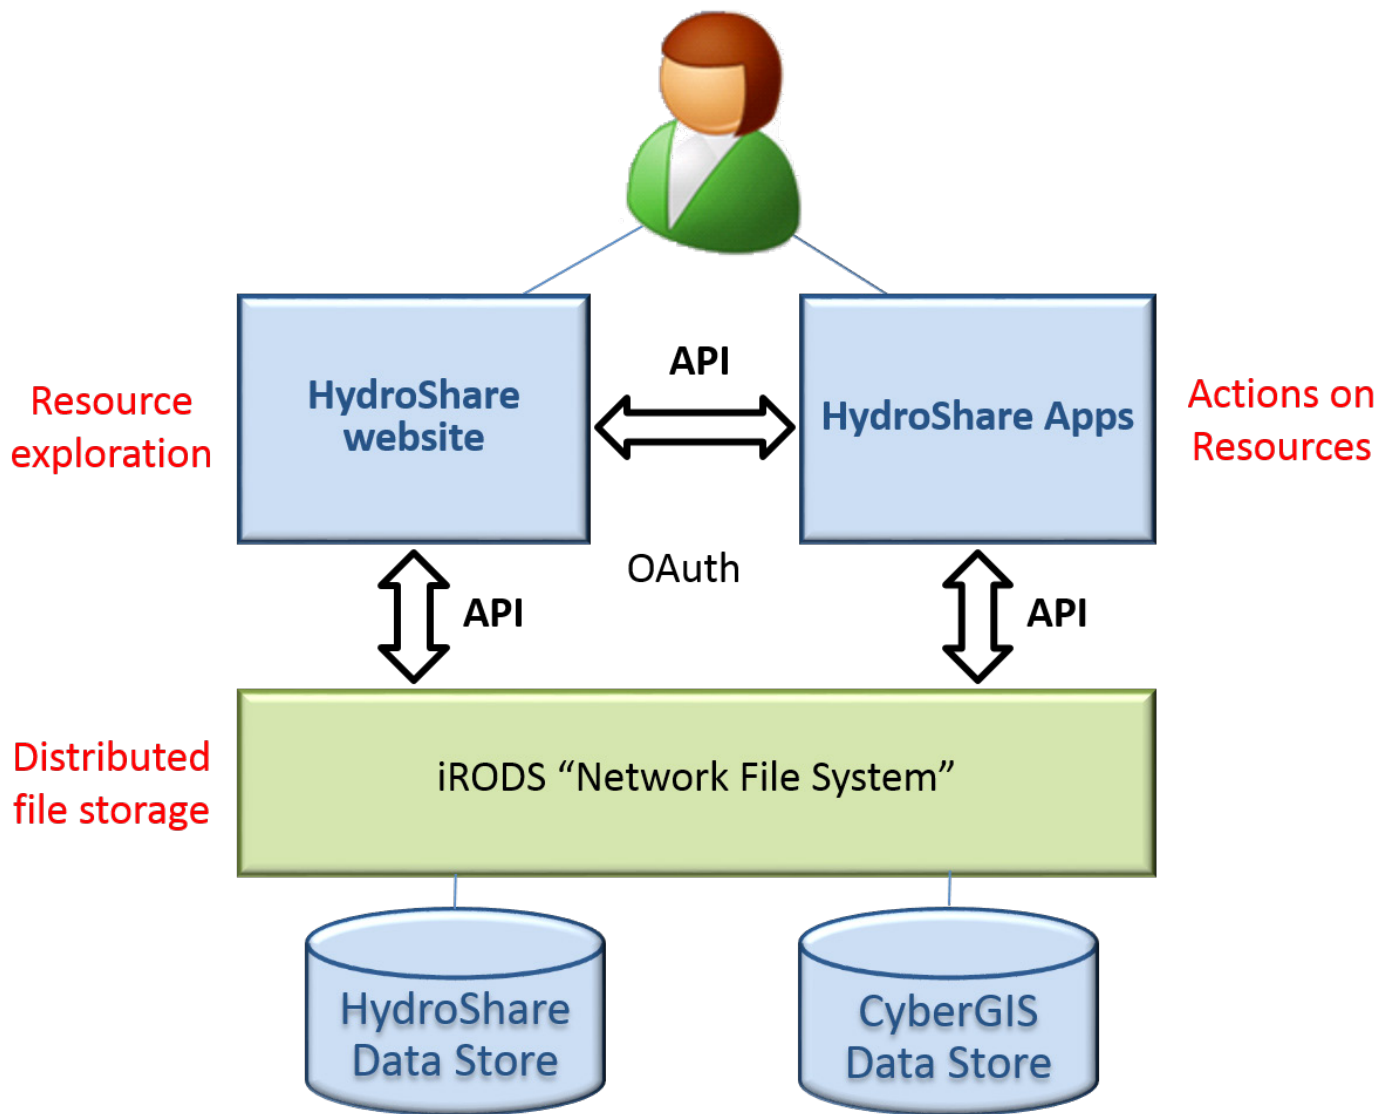 API
HydroShare
website
HydroShare Apps
Resource
exploration
Actions on
Resources
OAuth
API
API
Distributed
file storage
iRODS “Network File System”
HydroShare
Data Store
CyberGIS
Data Store